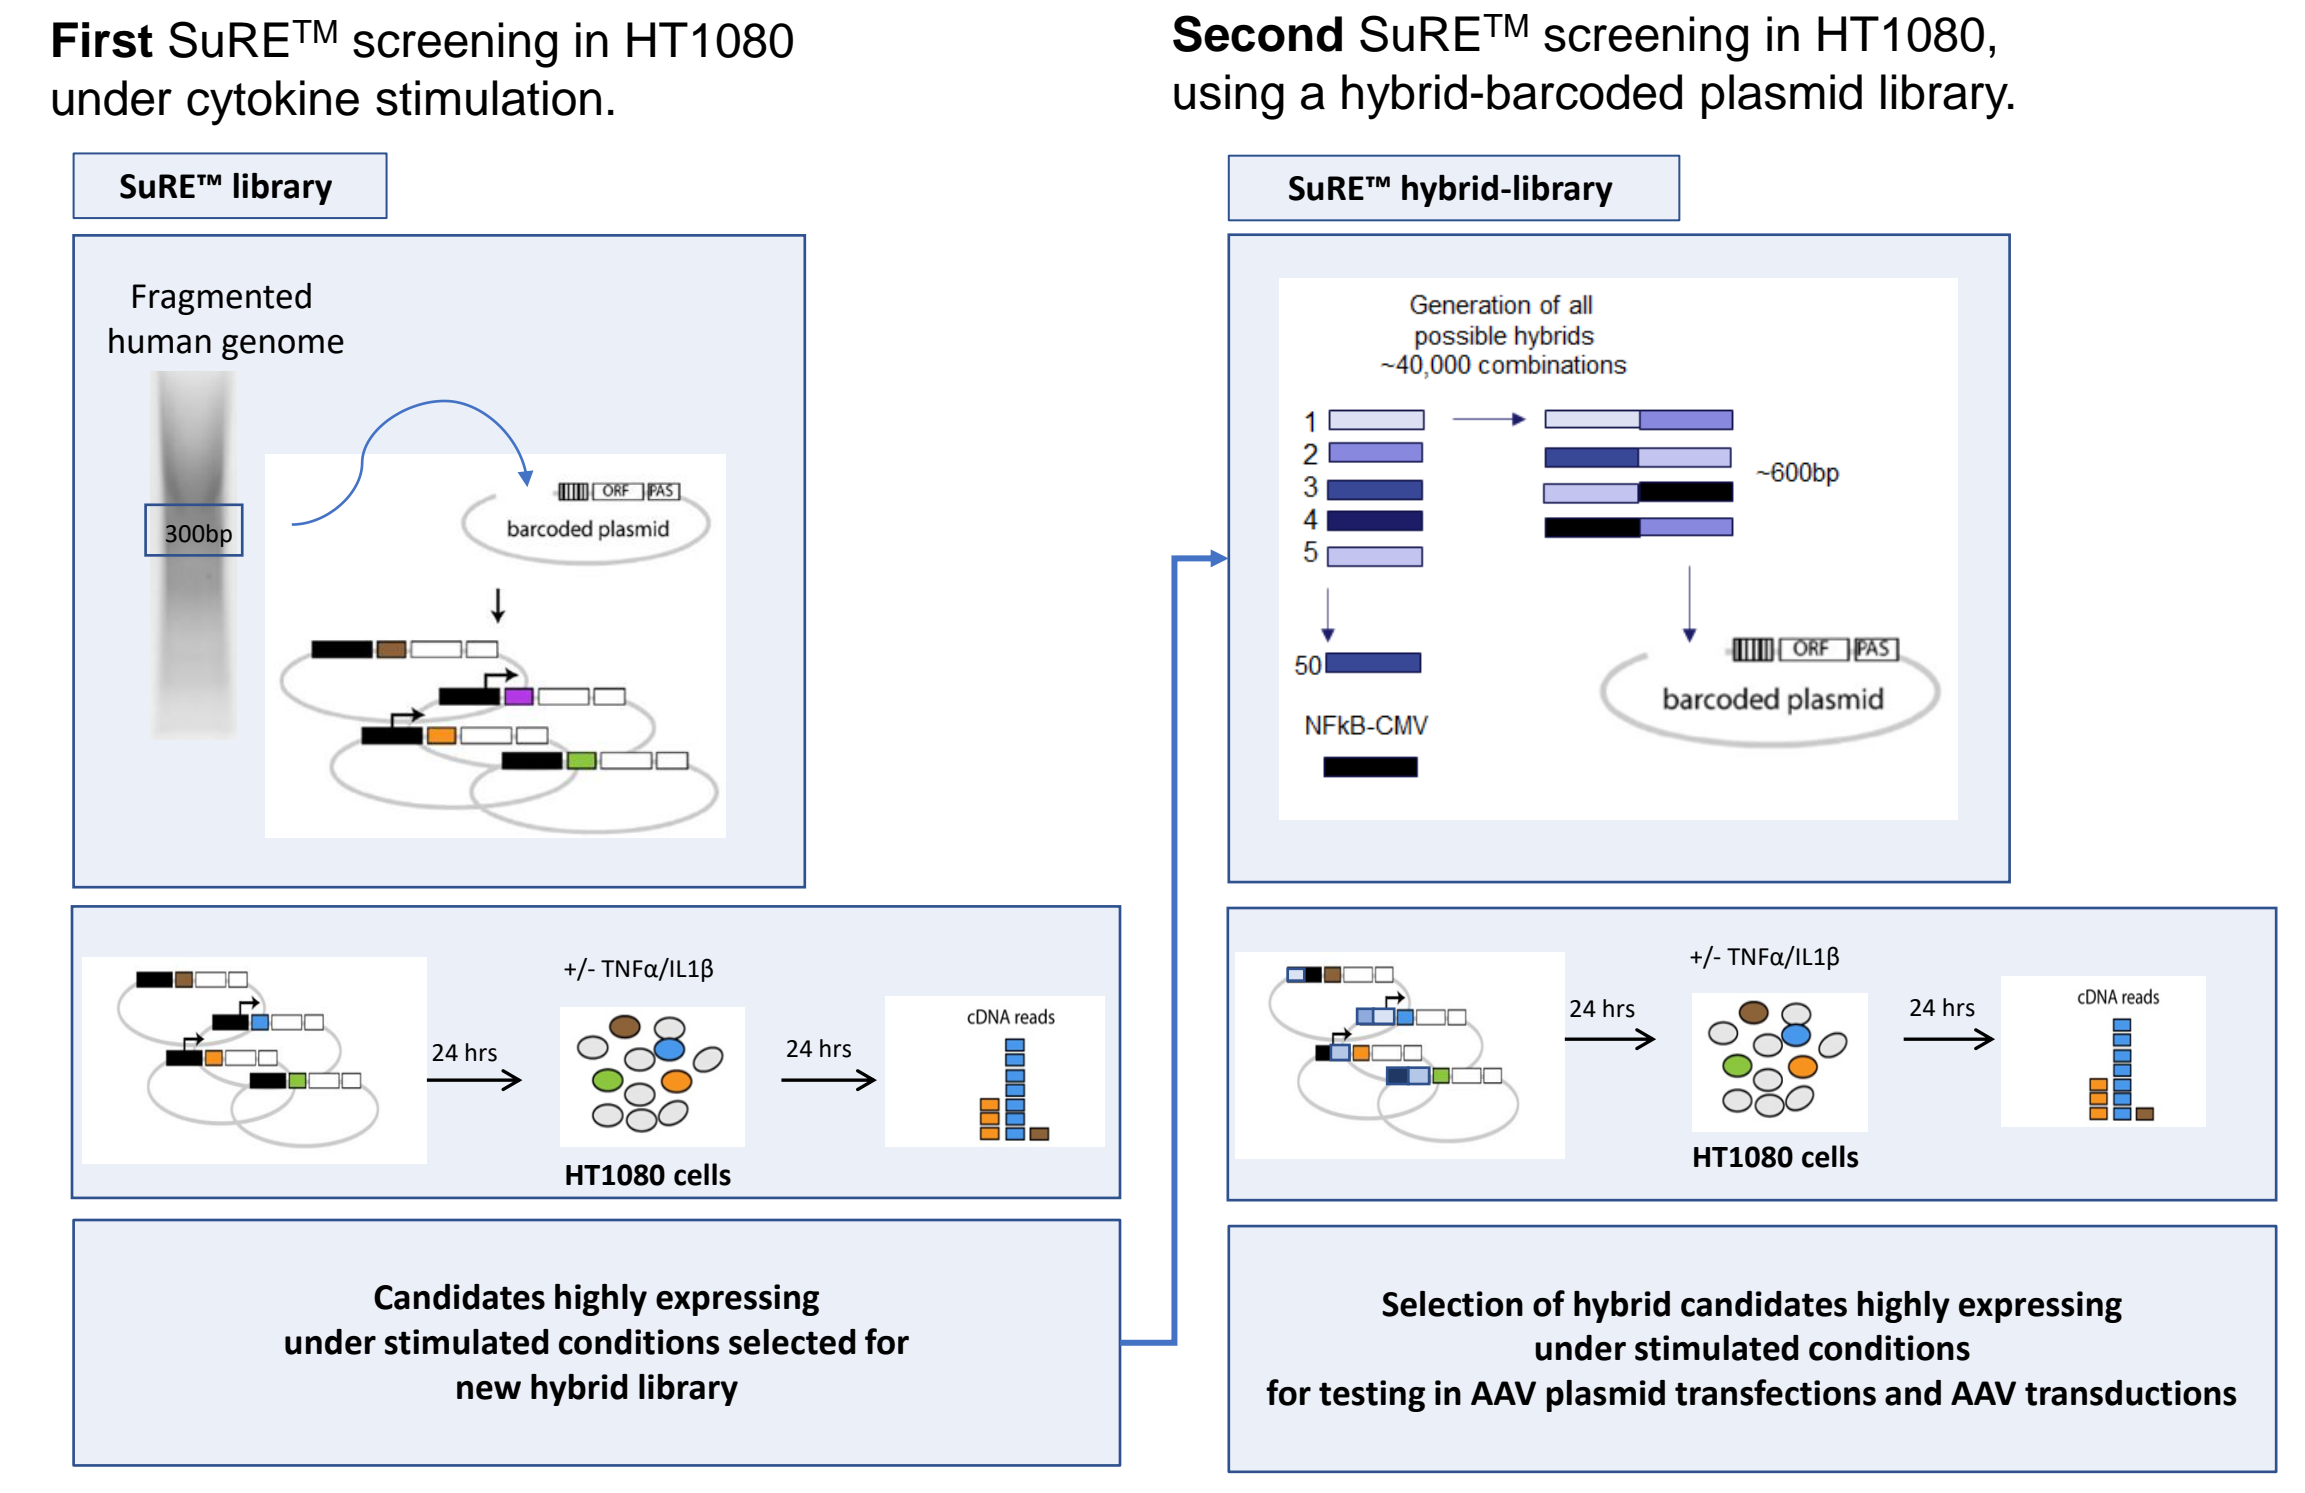 First SuRE™ screening in HT1080
under cytokine stimulation.
SuRE™ library
Fragmented
human genome
300bp
ORF
PAS
barcoded plasmid
+/- TNFα/IL1β
24 hrs
24 hrs
cDNA reads
HT1080 cells
Candidates highly expressing
under stimulated conditions selected for
new hybrid library
Second SuRE™ screening in HT1080,
using a hybrid-barcoded plasmid library.
SuRE™ hybrid-library
Generation of all
possible hybrids
~40,000 combinations
1
2
3
4
5
50
NFkB-CMV
~600bp
ORF
PAS
barcoded plasmid
+/- TNFα/IL1β
24 hrs
24 hrs
cDNA reads
HT1080 cells
Selection of hybrid candidates highly expressing
under stimulated conditions
for testing in AAV plasmid transfections and AAV transductions